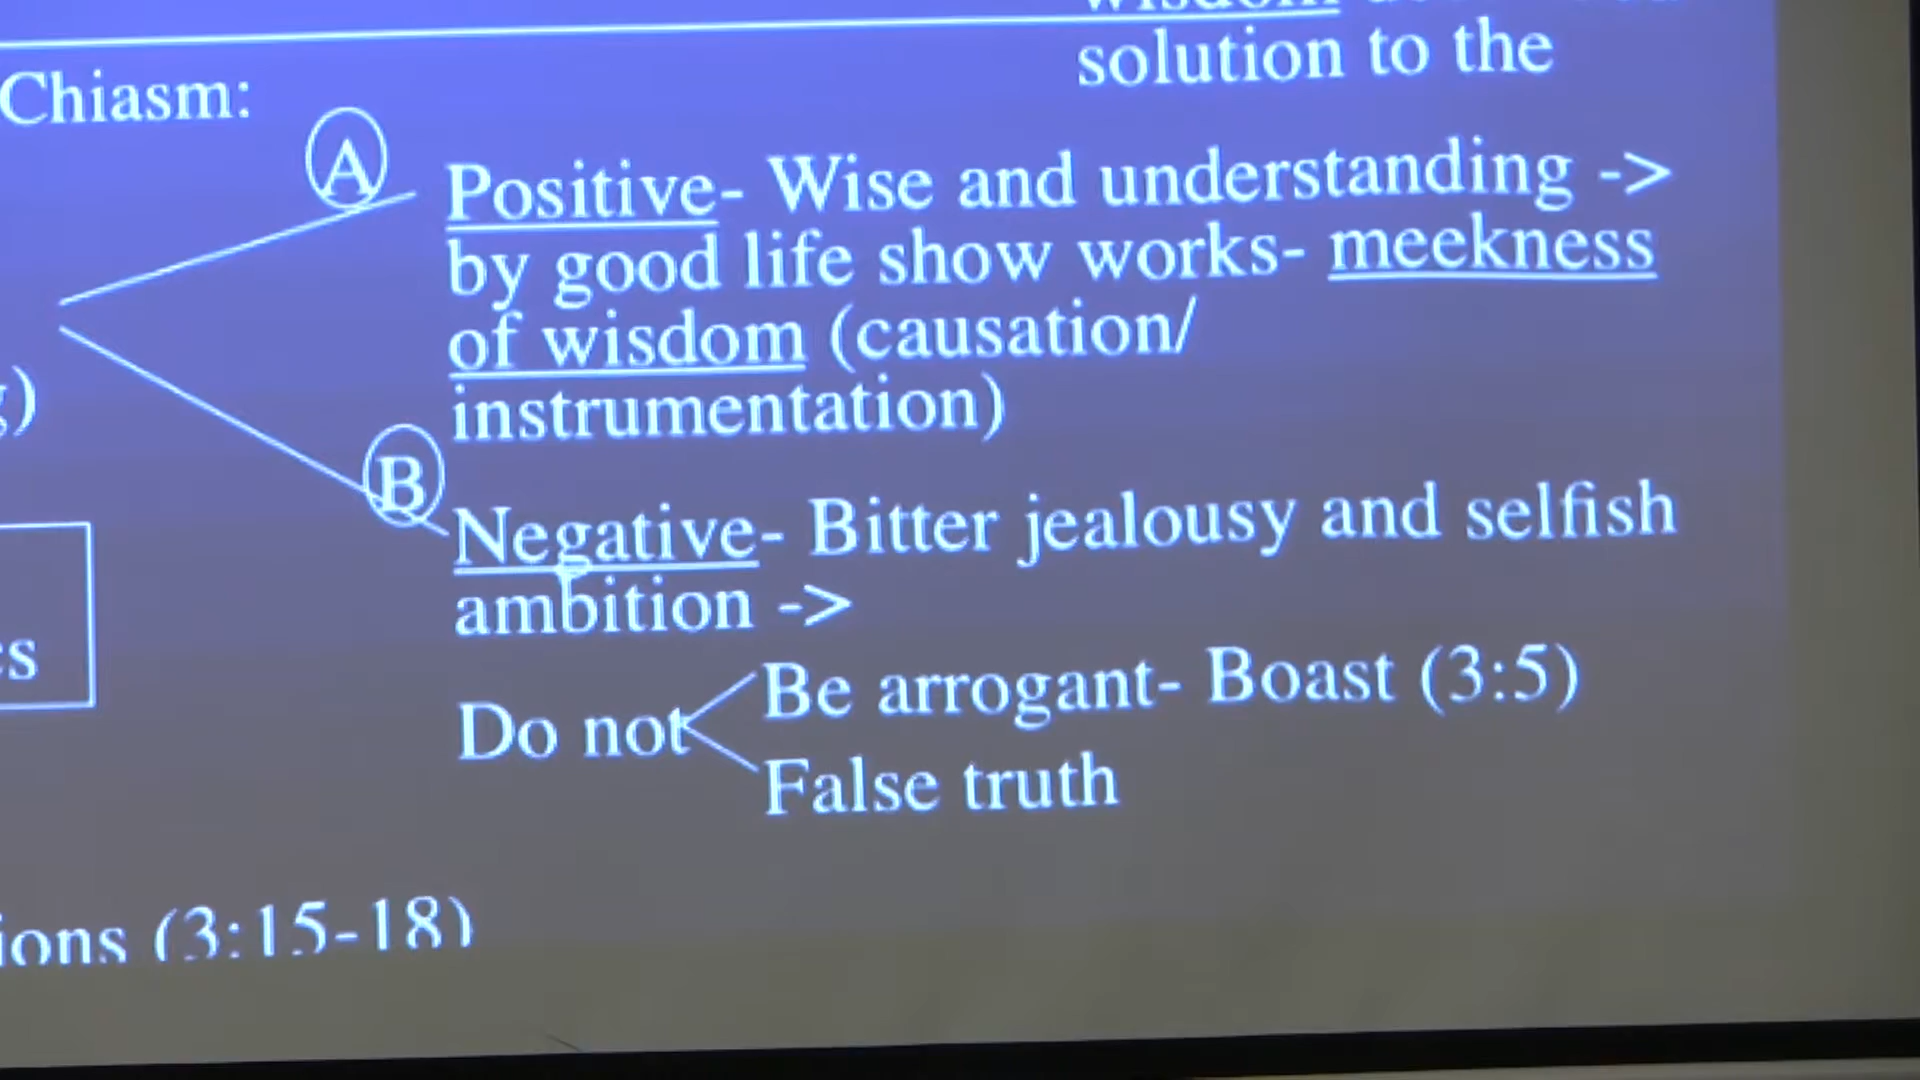 solution to the
Chiasm:
A
Positive- Wise and understanding ->
by good life show works- meekness
of wisdom (causation/
instrumentation)
B
Negative- Bitter jealousy and selfish
ambition ->
Be arrogant- Boast (3:5)
Do not
False truth
ions (3:15-18)